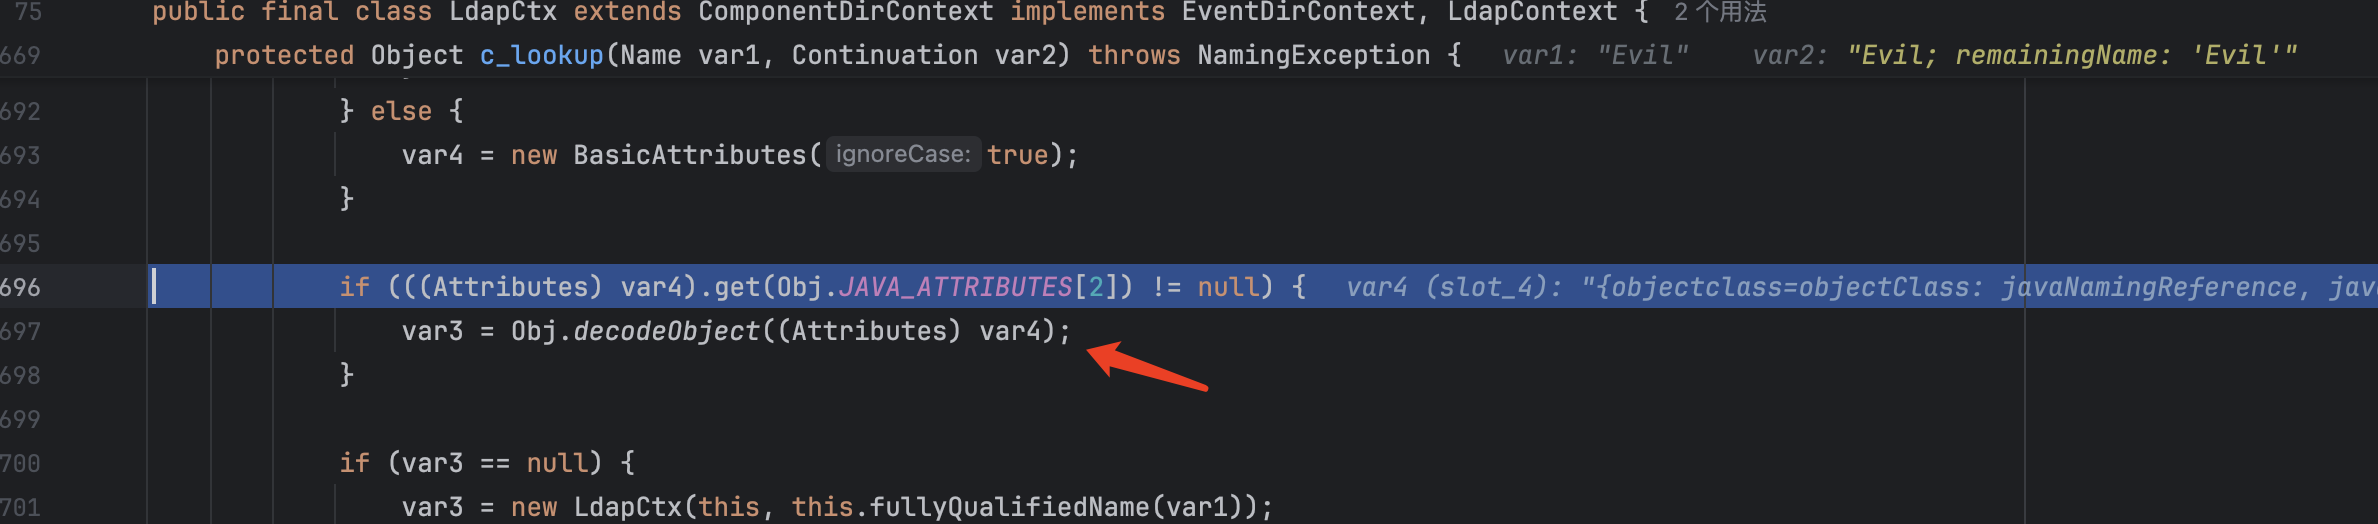 75 public final class LdapCtx extends ComponentDirContext implements EventDirContext, LdapContext { 2 个用法
669 protected Object c_lookup(Name var1, Continuation var2) throws NamingException { var1: "Evil" var2: "Evil; remainingName: 'Evil'"
692 } else {
693 var4 = new BasicAttributes( ignoreCase: true);
694 }
695
696 if (((Attributes) var4).get(Obj.JAVA_ATTRIBUTES[2]) != null) { var4 (slot_4): "{objectclass=objectClass: javaNamingReference, jav
697 var3 = Obj.decodeObject((Attributes) var4);
698 }
699
700 if (var3 == null) {
701 var3 = new LdapCtx(this, this.fullyQualifiedName(var1));